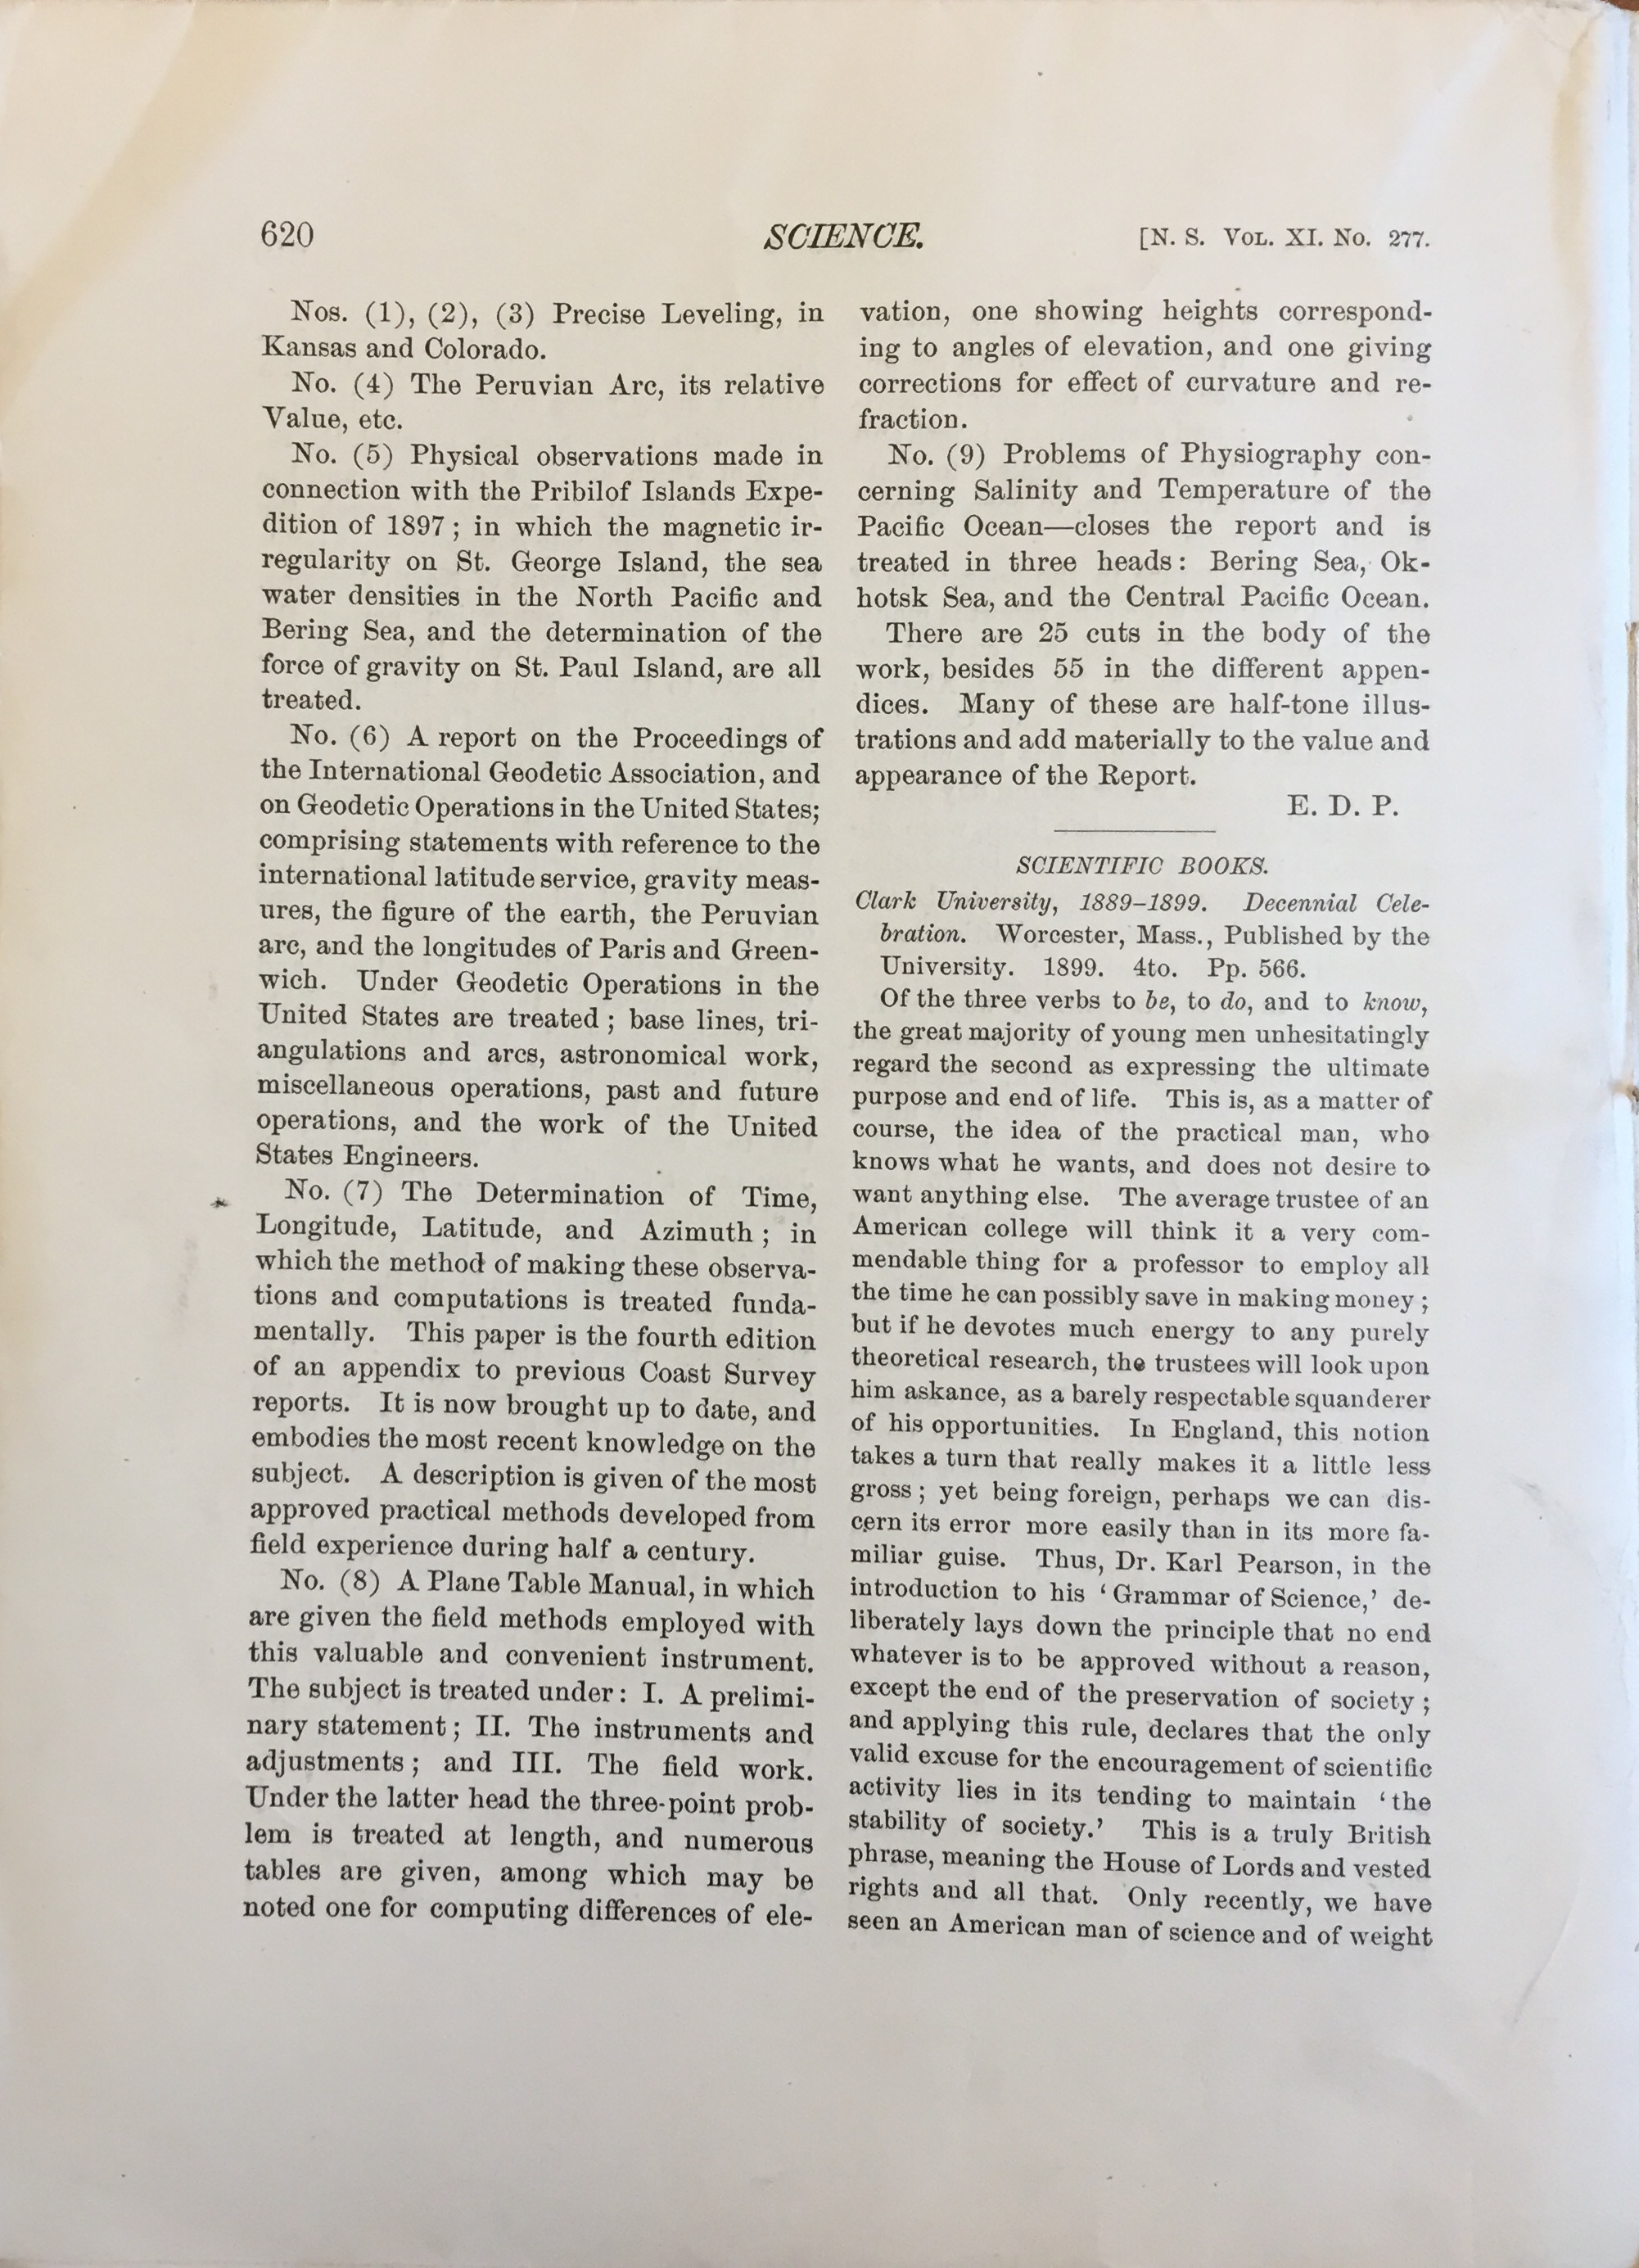 620
SCIENCE.
[N. S. VOL. XI. No. 277.
Nos. (1), (2), (3) Precise Leveling, in
Kansas and Colorado.
No. (4) The Peruvian Arc, its relative
Value, etc.
No. (5) Physical observations made in
connection with the Pribilof Islands Expe-
dition of 1897 ; in which the magnetic ir-
regularity on St. George Island, the sea
water densities in the North Pacific and
Bering Sea, and the determination of the
force of gravity on St. Paul Island, are all
treated.
No. (6) A report on the Proceedings of
the International Geodetic Association, and
on Geodetic Operations in the United States;
comprising statements with reference to the
international latitude service, gravity meas-
ures, the figure of the earth, the Peruvian
arc, and the longitudes of Paris and Green-
wich. Under Geodetic Operations in the
United States are treated ; base lines, tri-
angulations and arcs, astronomical work,
miscellaneous operations, past and future
operations, and the work of the United
States Engineers.
No. (7) The Determination of Time,
Longitude, Latitude, and Azimuth ; in
which the method of making these observa-
tions and computations is treated funda-
mentally. This paper is the fourth edition
of an appendix to previous Coast Survey
reports. It is now brought up to date, and
embodies the most recent knowledge on the
subject. A description is given of the most
approved practical methods developed from
field experience during half a century.
No. (8) A Plane Table Manual, in which
are given the field methods employed with
this valuable and convenient instrument.
The subject is treated under : I. A prelimi-
nary statement ; II. The instruments and
adjustments ; and III. The field work.
Under the latter head the three-point prob-
lem is treated at length, and numerous
tables are given, among which may be
noted one for computing differences of ele-
vation, one showing heights correspond-
ing to angles of elevation, and one giving
corrections for effect of curvature and re-
fraction.
No. (9) Problems of Physiography con-
cerning Salinity and Temperature of the
Pacific Ocean—closes the report and is
treated in three heads : Bering Sea, Ok-
hotsk Sea, and the Central Pacific Ocean.
There are 25 cuts in the body of the
work, besides 55 in the different appen-
dices. Many of these are half-tone illus-
trations and add materially to the value and
appearance of the Report.
E. D. P.
SCIENTIFIC BOOKS.
Clark University, 1889–1899. Decennial Cele-
bration. Worcester, Mass., Published by the
University. 1899. 4to. Pp. 566.
Of the three verbs to be, to do, and to know,
the great majority of young men unhesitatingly
regard the second as expressing the ultimate
purpose and end of life. This is, as a matter of
course, the idea of the practical man, who
knows what he wants, and does not desire to
want anything else. The average trustee of an
American college will think it a very com-
mendable thing for a professor to employ all
the time he can possibly save in making money ;
but if he devotes much energy to any purely
theoretical research, the trustees will look upon
him askance, as a barely respectable squanderer
of his opportunities. In England, this notion
takes a turn that really makes it a little less
gross ; yet being foreign, perhaps we can dis-
cern its error more easily than in its more fa-
miliar guise. Thus, Dr. Karl Pearson, in the
introduction to his ‘ Grammar of Science,’ de-
liberately lays down the principle that no end
whatever is to be approved without a reason,
except the end of the preservation of society ;
and applying this rule, declares that the only
valid excuse for the encouragement of scientific
activity lies in its tending to maintain ‘ the
stability of society.’ This is a truly British
phrase, meaning the House of Lords and vested
rights and all that. Only recently, we have
seen an American man of science and of weight